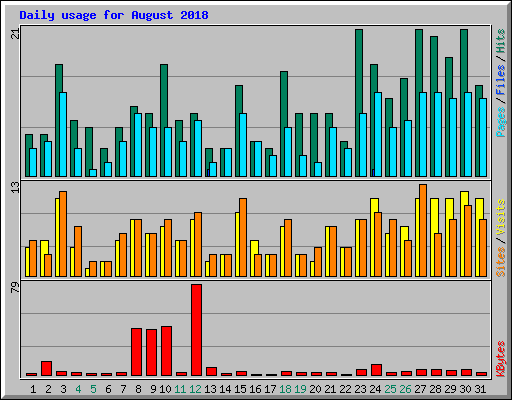 Daily usage for August 2018
21
Pages / Files / Hits
13
Sites / Visits
79
KBytes
1 2 3 4 5 6 7 8 9 10 11 12 13 14 15 16 17 18 19 20 21 22 23 24 25 26 27 28 29 30 31